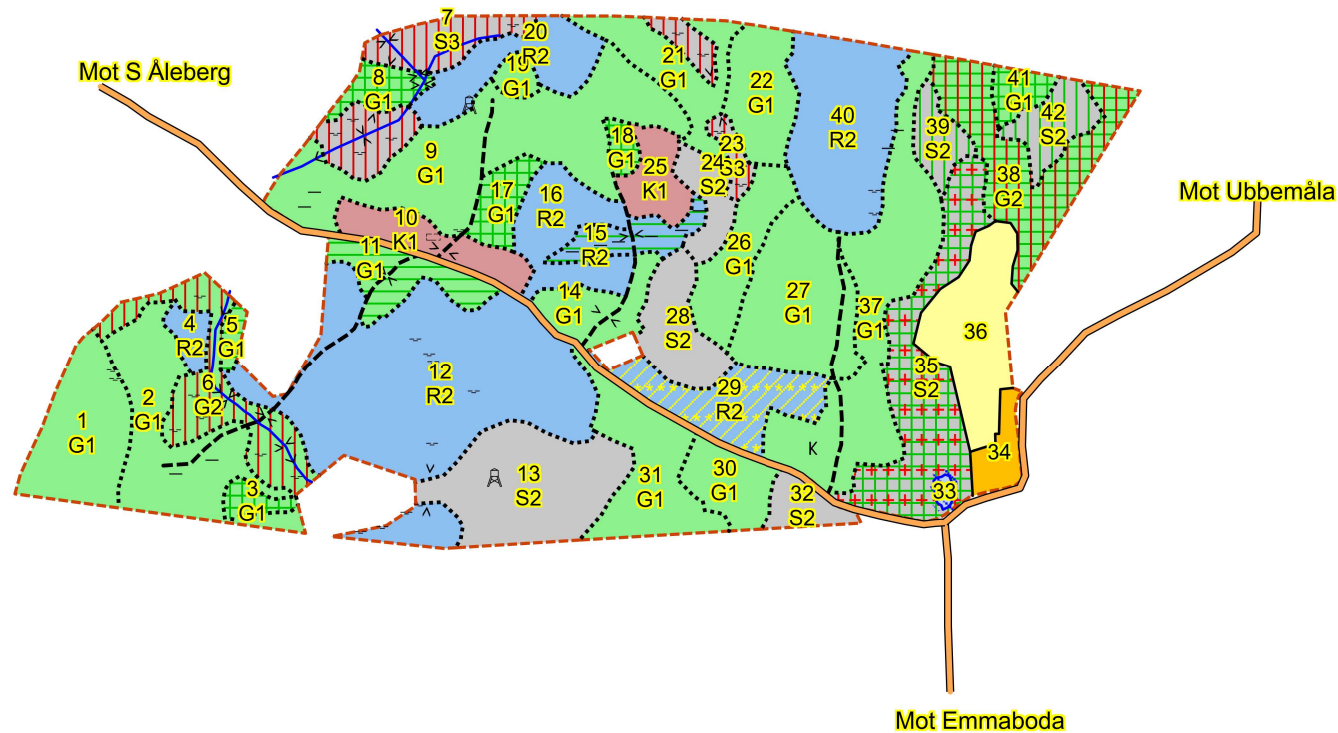 7
S3
20
R2
Mot S Åleberg
8
G1
19
G1
21
G1
22
G1
41
G1
42
S2
40
R2
39
S2
18
G1
23
S3
24
S2
25
K1
9
G1
38
G2
Mot Ubbemåla
17
G1
16
R2
10
K1
11
G1
15
R2
26
G1
27
G1
14
G1
37
G1
28
S2
36
4
R2
5
G1
12
R2
6
G2
2
G1
1
G1
29
R2
35
S2
K
34
13
S2
31
G1
30
G1
32
S2
33
3
G1
Mot Emmaboda